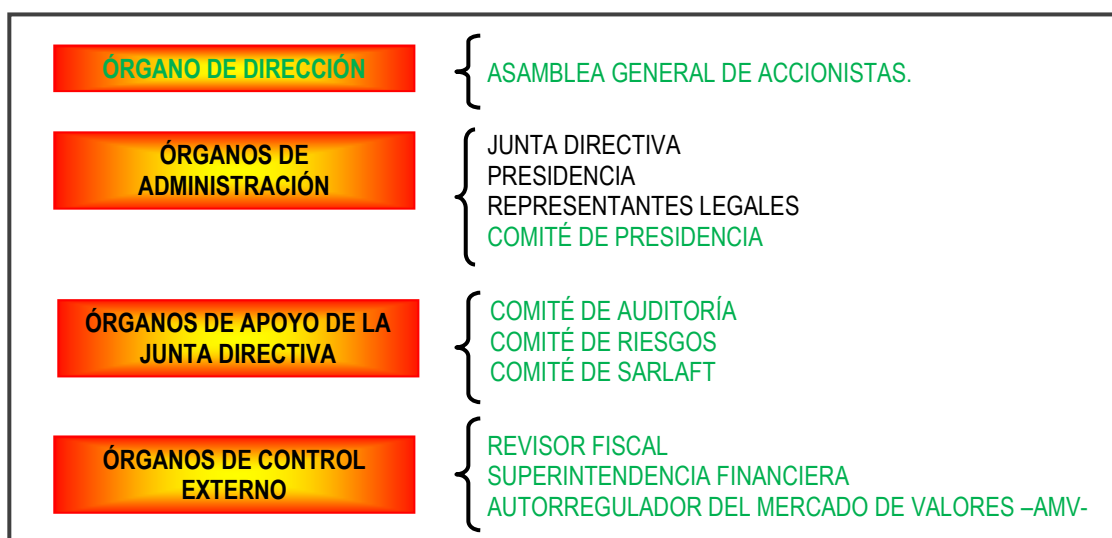 ÓRGANO DE DIRECCIÓN
ASAMBLEA GENERAL DE ACCIONISTAS.
ÓRGANOS DE
ADMINISTRACIÓN
JUNTA DIRECTIVA
PRESIDENCIA
REPRESENTANTES LEGALES
COMITÉ DE PRESIDENCIA
ÓRGANOS DE APOYO DE LA
JUNTA DIRECTIVA
COMITÉ DE AUDITORÍA
COMITÉ DE RIESGOS
COMITÉ DE SARLAFT
ÓRGANOS DE CONTROL
EXTERNO
REVISOR FISCAL
SUPERINTENDENCIA FINANCIERA
AUTORREGULADOR DEL MERCADO DE VALORES –AMV-